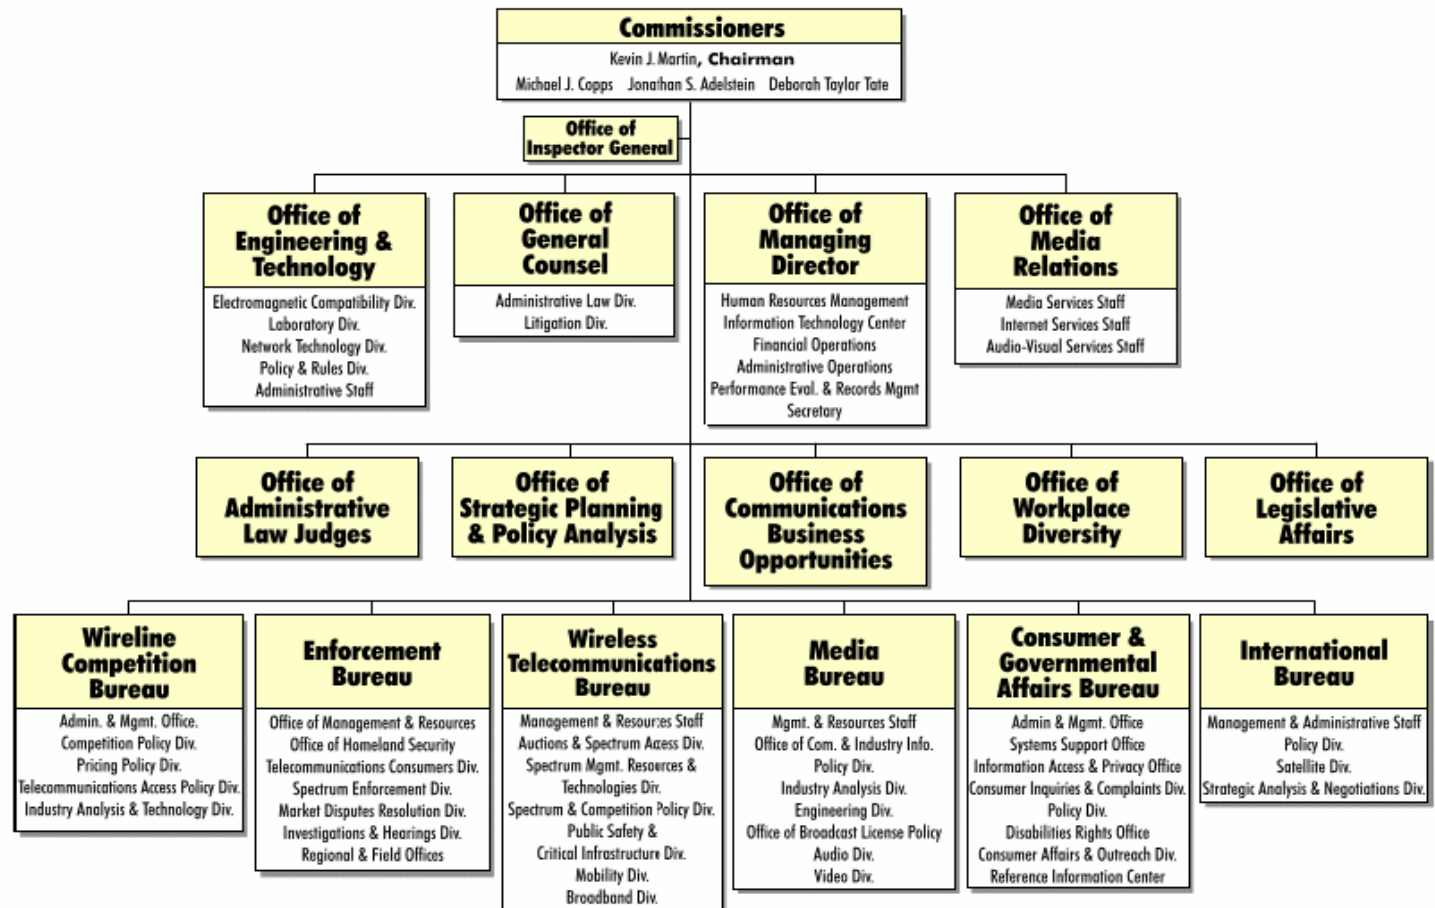 Commissioners
Kevin J. Martin, Chairman
Michael J. Copps Jonathan S. Adelstein Deborah Taylor Tate
Office of
Inspector General
Office of
Engineering &
Technology
Electromagnetic Compatibility Div.
Laboratory Div.
Network Technology Div.
Policy & Rules Div.
Administrative Staff
Office of
General
Counsel
Administrative Law Div.
Litigation Div.
Office of
Managing
Director
Human Resources Management
Information Technology Center
Financial Operations
Administrative Operations
Performance Eval. & Records Mgmt
Secretary
Office of
Media
Relations
Media Services Staff
Internet Services Staff
Audio-Visual Services Staff
Office of
Administrative
Law Judges
Office of
Strategic Planning
& Policy Analysis
Office of
Communications
Business
Opportunities
Office of
Workplace
Diversity
Office of
Legislative
Affairs
Wireline
Competition
Bureau
Admin. & Mgmt. Office.
Competition Policy Div.
Pricing Policy Div.
Telecommunications Access Policy Div.
Industry Analysis & Technology Div.
Enforcement
Bureau
Office of Management & Resources
Office of Homeland Security
Telecommunications Consumers Div.
Spectrum Enforcement Div.
Market Disputes Resolution Div.
Investigations & Hearings Div.
Regional & Field Offices
Wireless
Telecommunications
Bureau
Management & Resources Staff
Auctions & Spectrum Access Div.
Spectrum Mgmt. Resources &
Technologies Div.
Spectrum & Competition Policy Div.
Public Safety &
Critical Infrastructure Div.
Mobility Div.
Broadband Div.
Media
Bureau
Mgmt. & Resources Staff
Office of Com. & Industry Info.
Policy Div.
Industry Analysis Div.
Engineering Div.
Office of Broadcast License Policy
Audio Div.
Video Div.
Consumer &
Governmental
Affairs Bureau
Admin & Mgmt. Office
Systems Support Office
Information Access & Privacy Office
Consumer Inquiries & Complaints Div.
Policy Div.
Disabilities Rights Office
Consumer Affairs & Outreach Div.
Reference Information Center
International
Bureau
Management & Administrative Staff
Policy Div.
Satellite Div.
Strategic Analysis & Negotiations Div.